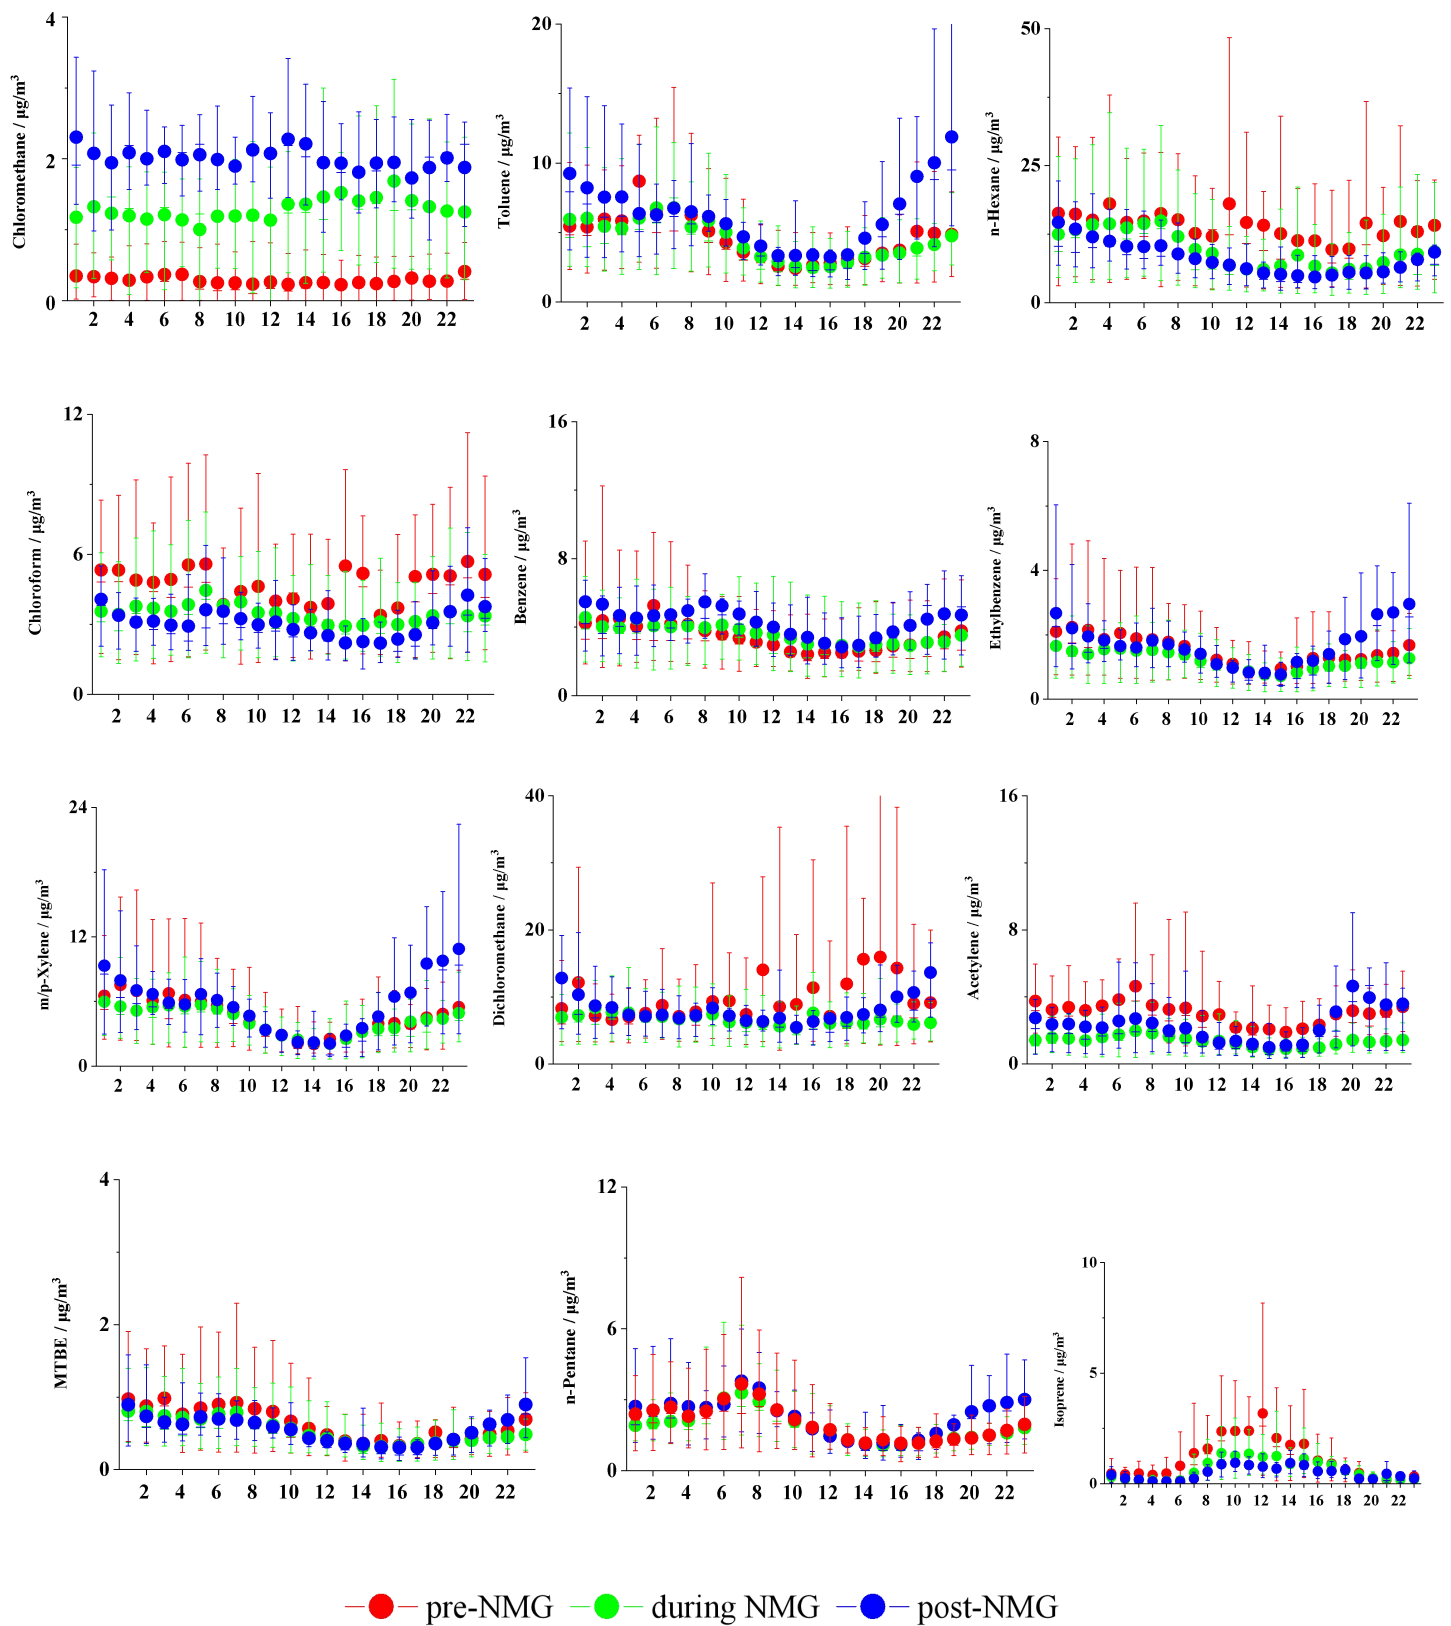 4
2
0
Chloromethane / μg/m³
2 4 6 8 10 12 14 16 18 20 22
20
10
0
Toluene / μg/m³
2 4 6 8 10 12 14 16 18 20 22
50
25
0
n-Hexane / μg/m³
2 4 6 8 10 12 14 16 18 20 22
12
6
0
Chloroform / μg/m³
2 4 6 8 10 12 14 16 18 20 22
16
8
0
Benzene / μg/m³
2 4 6 8 10 12 14 16 18 20 22
8
4
0
Ethylbenzene / μg/m³
2 4 6 8 10 12 14 16 18 20 22
24
12
0
m/p-Xylene / μg/m³
2 4 6 8 10 12 14 16 18 20 22
40
20
0
Dichloromethane / μg/m³
2 4 6 8 10 12 14 16 18 20 22
16
8
0
Acetylene / μg/m³
2 4 6 8 10 12 14 16 18 20 22
4
2
0
MTBE / μg/m³
2 4 6 8 10 12 14 16 18 20 22
12
6
0
n-Pentane / μg/m³
2 4 6 8 10 12 14 16 18 20 22
10
5
0
Isoprene / μg/m³
2 4 6 8 10 12 14 16 18 20 22
pre-NMG during NMG post-NMG